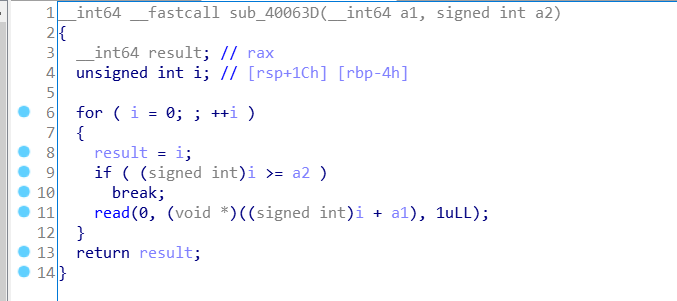 1 __int64 __fastcall sub_40063D(__int64 a1, signed int a2)
2 {
3 __int64 result; // rax
4 unsigned int i; // [rsp+1Ch] [rbp-4h]
5
6 for ( i = 0; ; ++i )
7 {
8 result = i;
9 if ( (signed int)i >= a2 )
10 break;
11 read(0, (void *)((signed int)i + a1), 1uLL);
12 }
13 return result;
14 }